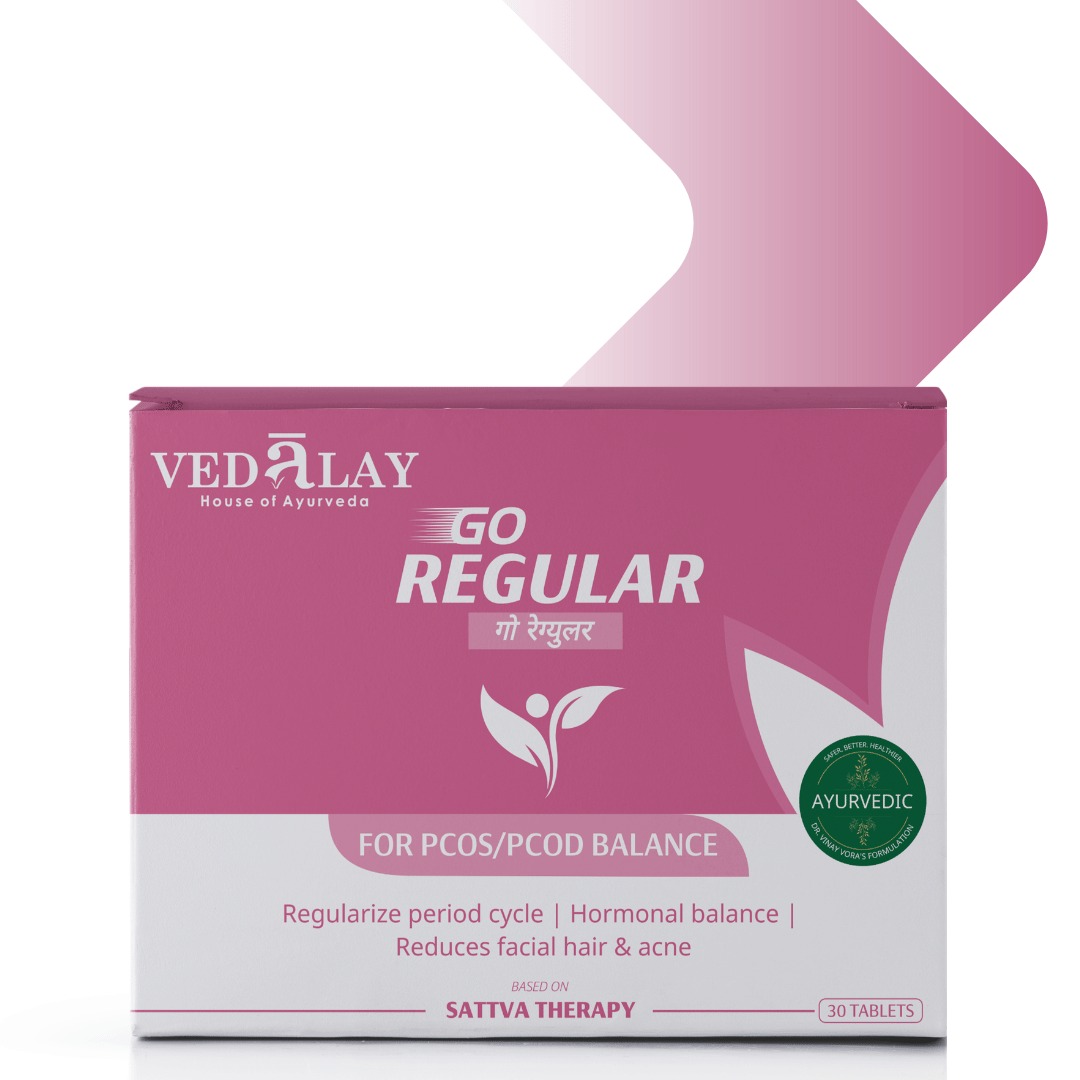 VEDāLAY
House of Ayurveda
GO
REGULAR
गो रेग्युलर
SAFER. BETTER. HEALTHIER
AYURVEDIC
DR. VINAY VORA'S FORMULATION
FOR PCOS/PCOD BALANCE
Regularize period cycle | Hormonal balance |
Reduces facial hair & acne
BASED ON
SATTVA THERAPY
30 TABLETS